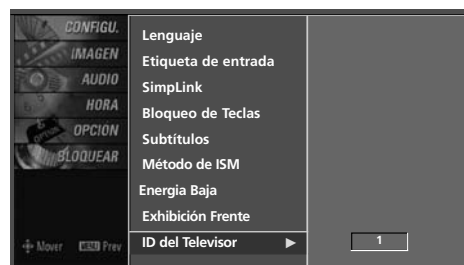 CONFIGU.
IMAGEN
AUDIO
HORA
OPCION
BLOQUEAR
Mover MENU Prev
Lenguaje
Etiqueta de entrada
SimpLink
Bloqueo de Teclas
Subtítulos
Método de ISM
Energia Baja
Exhibición Frente
ID del Televisor ►
1